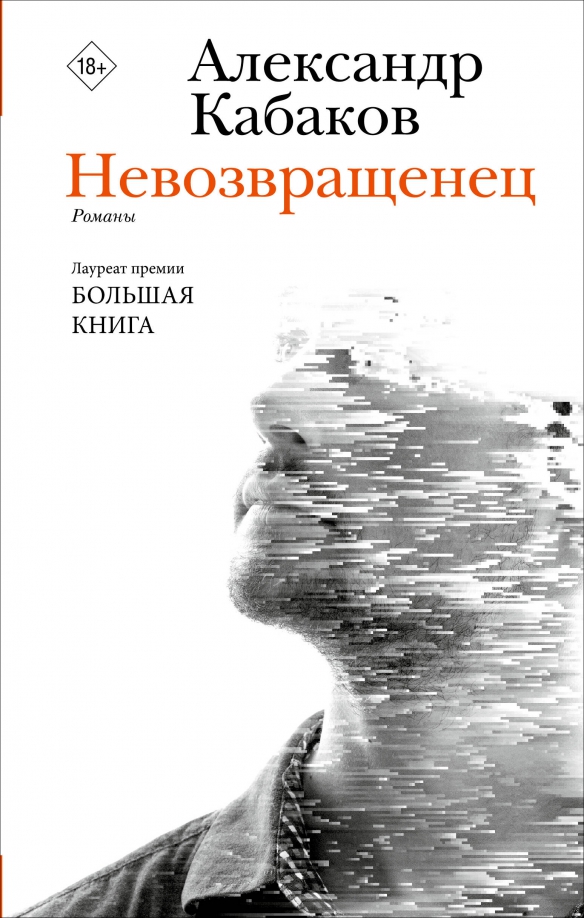 18+
Александр
Кабаков
Невозвращенец
Романы
Лауреат премии
БОЛЬШАЯ
КНИГА